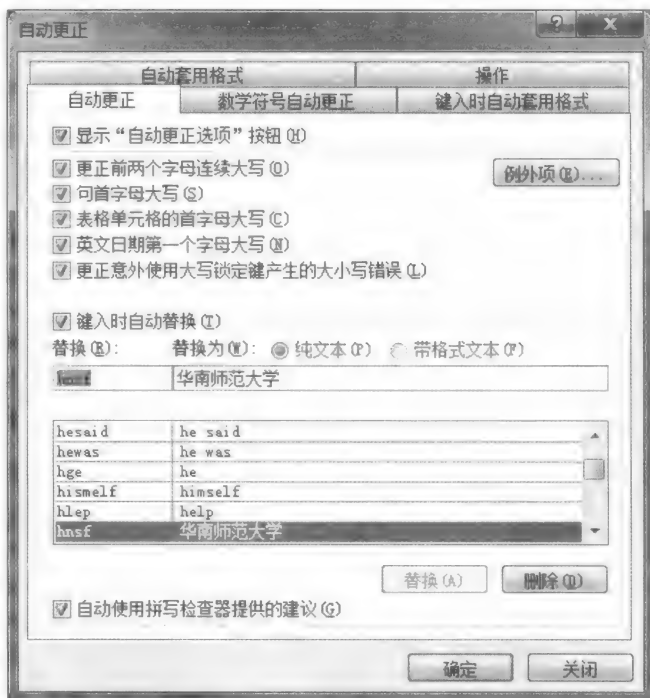 自动更正
自动套用格式 操作
自动更正 数学符号自动更正 键入时自动套用格式
显示“自动更正选项”按钮(H)
更正前两个字母连续大写(O) 例外项(E)...
句首字母大写(S)
表格单元格的首字母大写(C)
英文日期第一个字母大写(N)
更正意外使用大写锁定键产生的大小写错误(L)
键入时自动替换(T)
替换(R): 替换为(W): 纯文本(P) 带格式文本(F)
hnsf 华南师范大学
hesaid he said
hewas he was
hge he
hismelf himself
hlep help
hnsf 华南师范大学
替换(A) 删除(D)
自动使用拼写检查器提供的建议(G)
确定 关闭